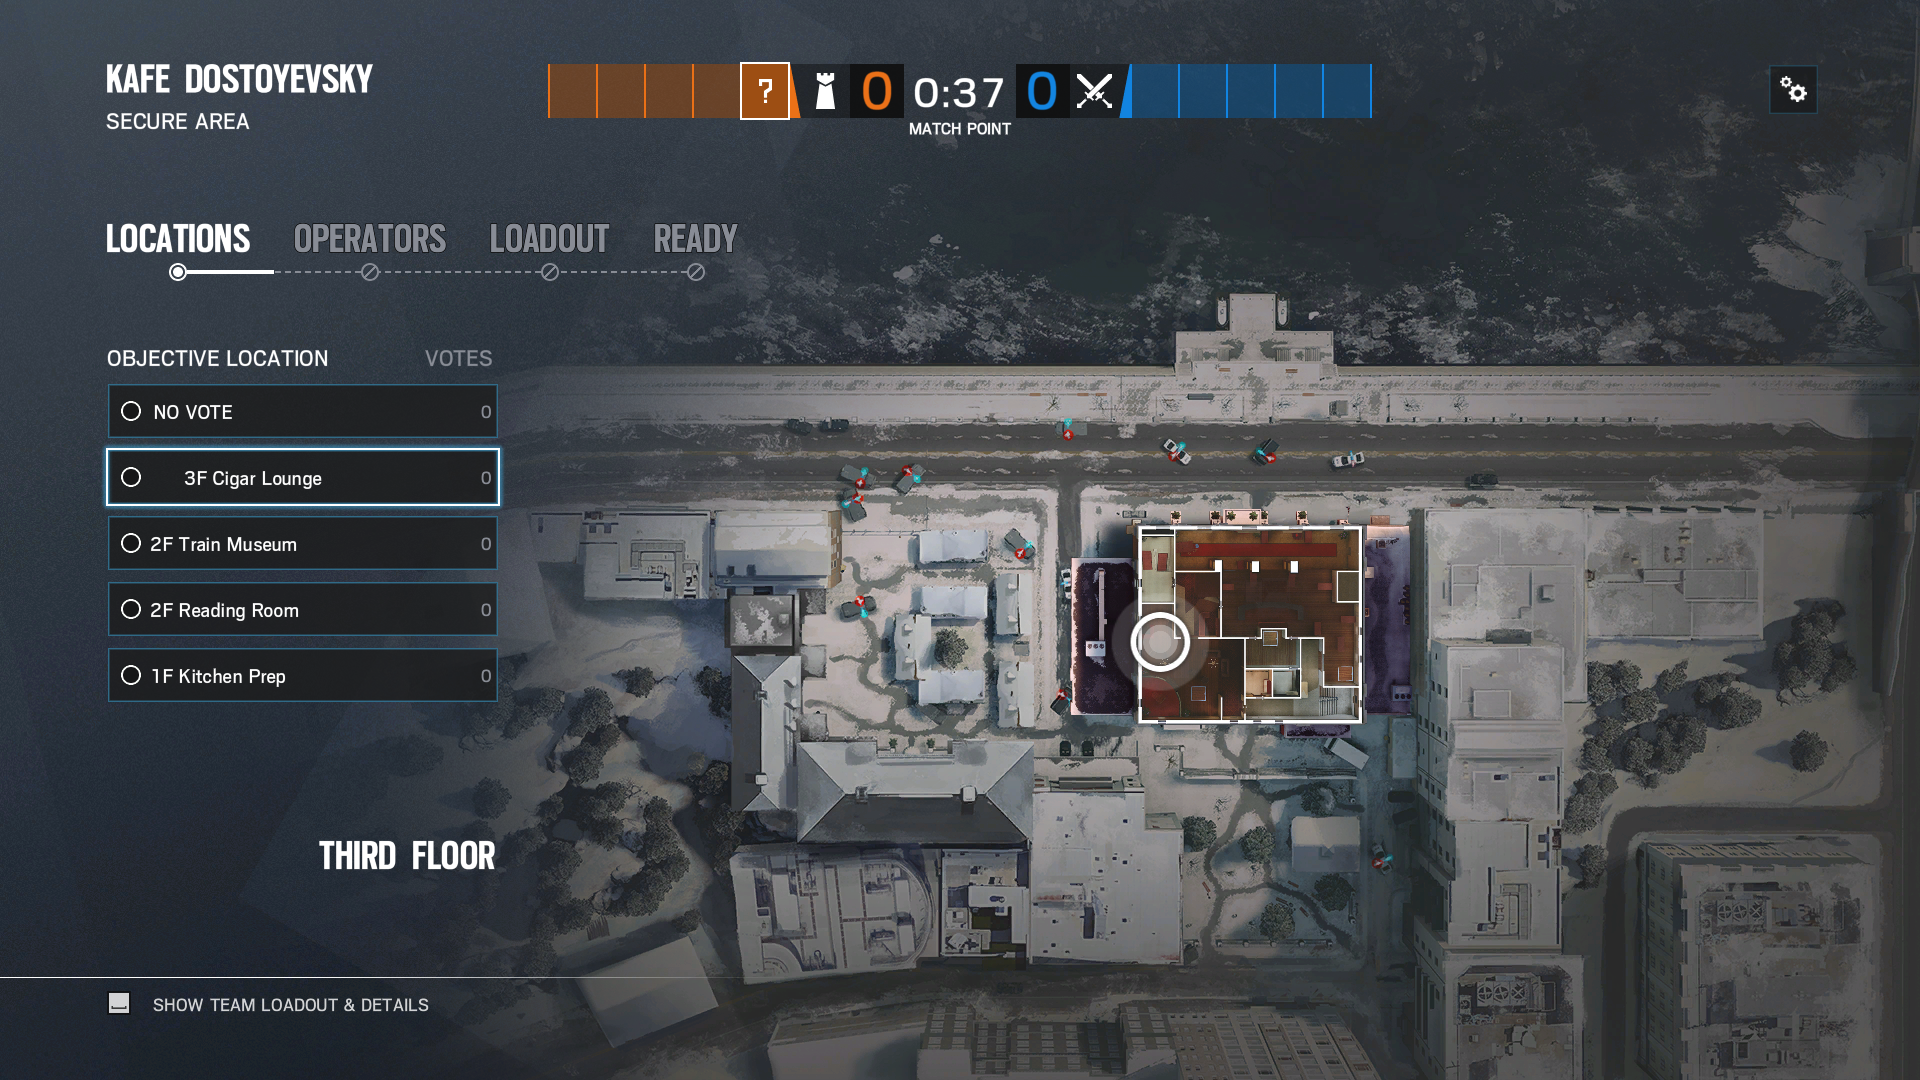 KAFE DOSTOYEVSKY
SECURE AREA
? 0 0:37 0
MATCH POINT
LOCATIONS OPERATORS LOADOUT READY
OBJECTIVE LOCATION VOTES
NO VOTE 0
3F Cigar Lounge 0
2F Train Museum 0
2F Reading Room 0
1F Kitchen Prep 0
THIRD FLOOR
SHOW TEAM LOADOUT & DETAILS